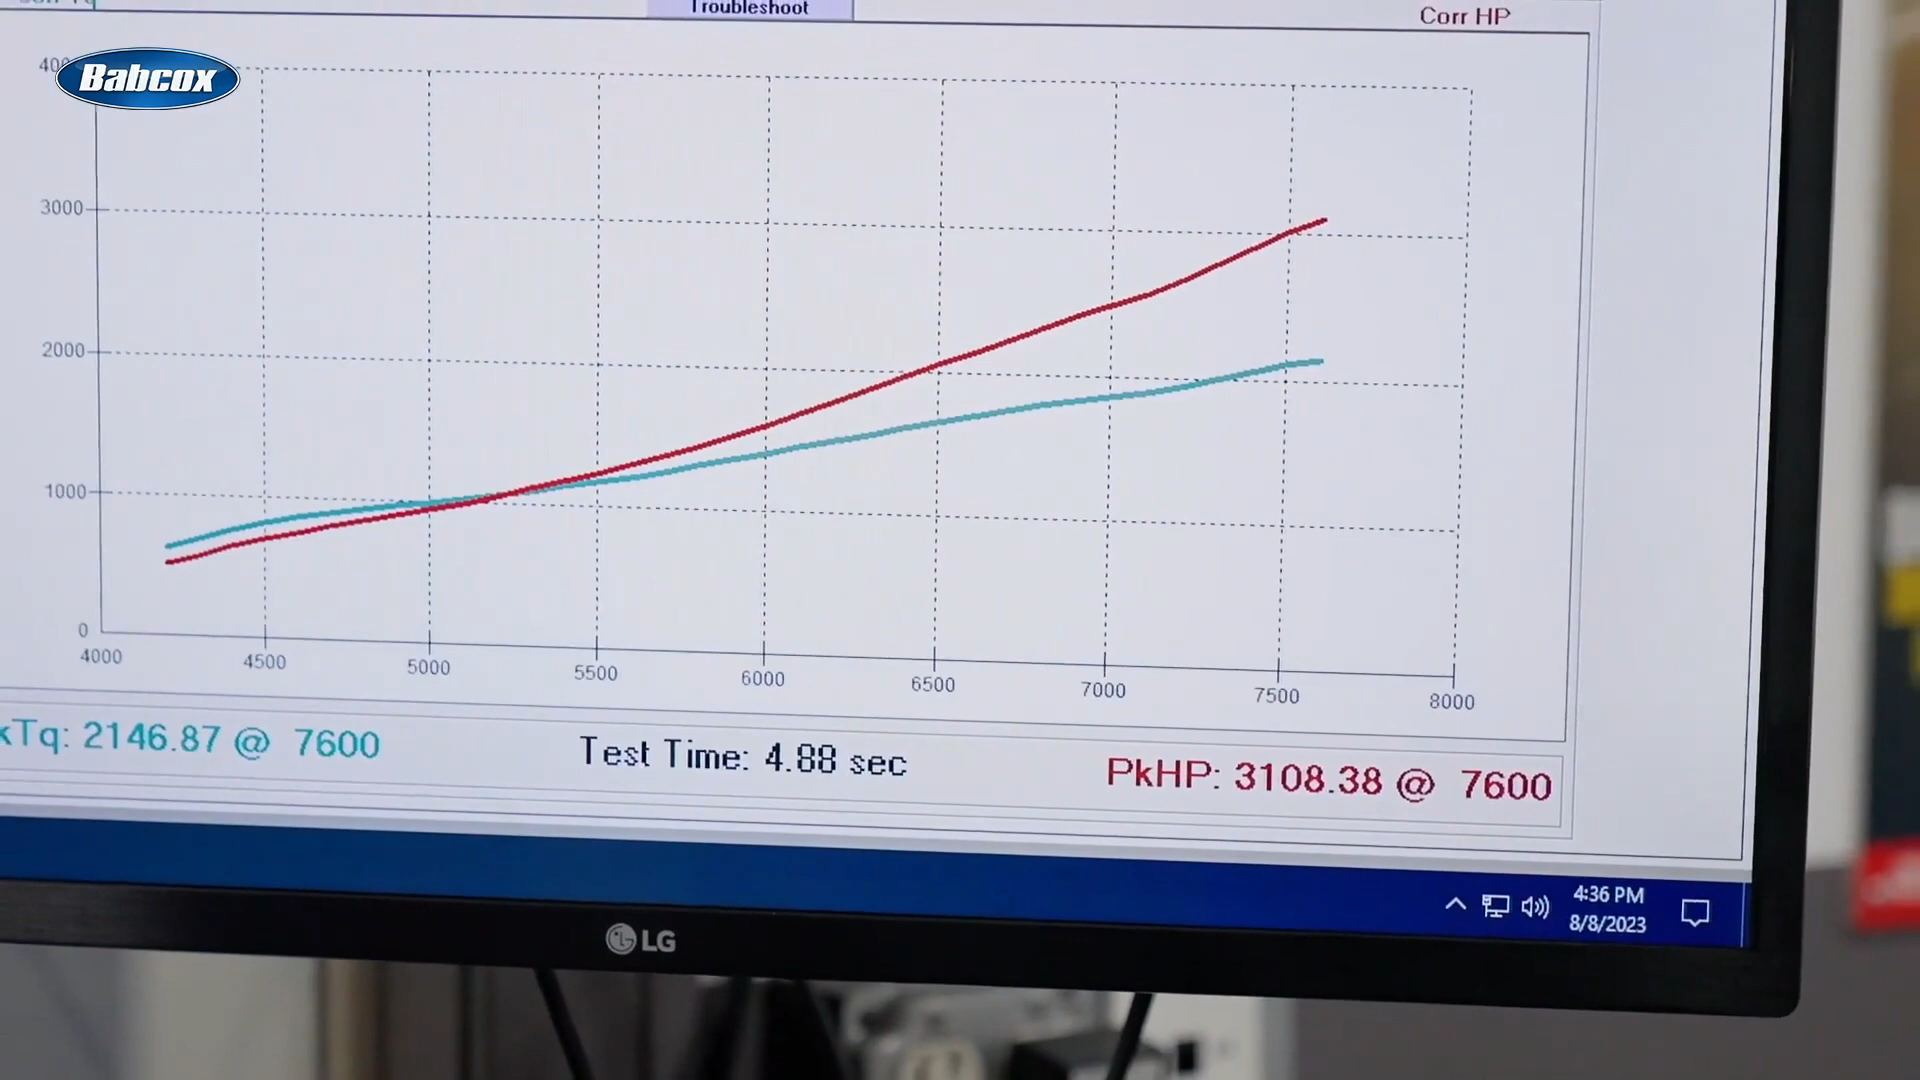 Troubleshoot
Corr HP
Babcox
3000
2000
1000
0
4000 4500 5000 5500 6000 6500 7000 7500 8000
kTq: 2146.87 @ 7600
Test Time: 4.88 sec
PkHP: 3108.38 @ 7600
4:36 PM
8/8/2023
LG